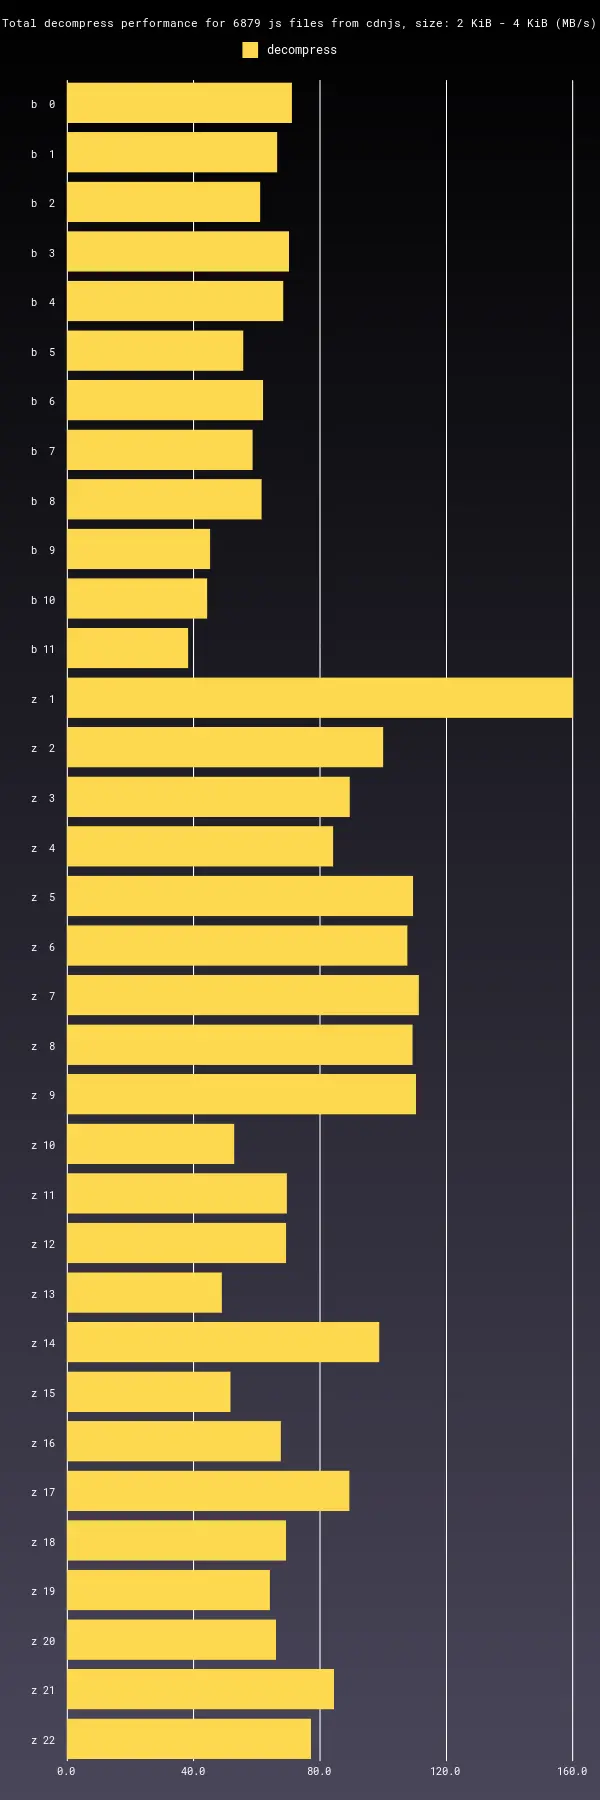 Total decompress performance for 6879 js files from cdnjs, size: 2 KiB - 4 KiB (MB/s)
decompress
b 0
b 1
b 2
b 3
b 4
b 5
b 6
b 7
b 8
b 9
b 10
b 11
z 1
z 2
z 3
z 4
z 5
z 6
z 7
z 8
z 9
z 10
z 11
z 12
z 13
z 14
z 15
z 16
z 17
z 18
z 19
z 20
z 21
z 22
0.0 40.0 80.0 120.0 160.0